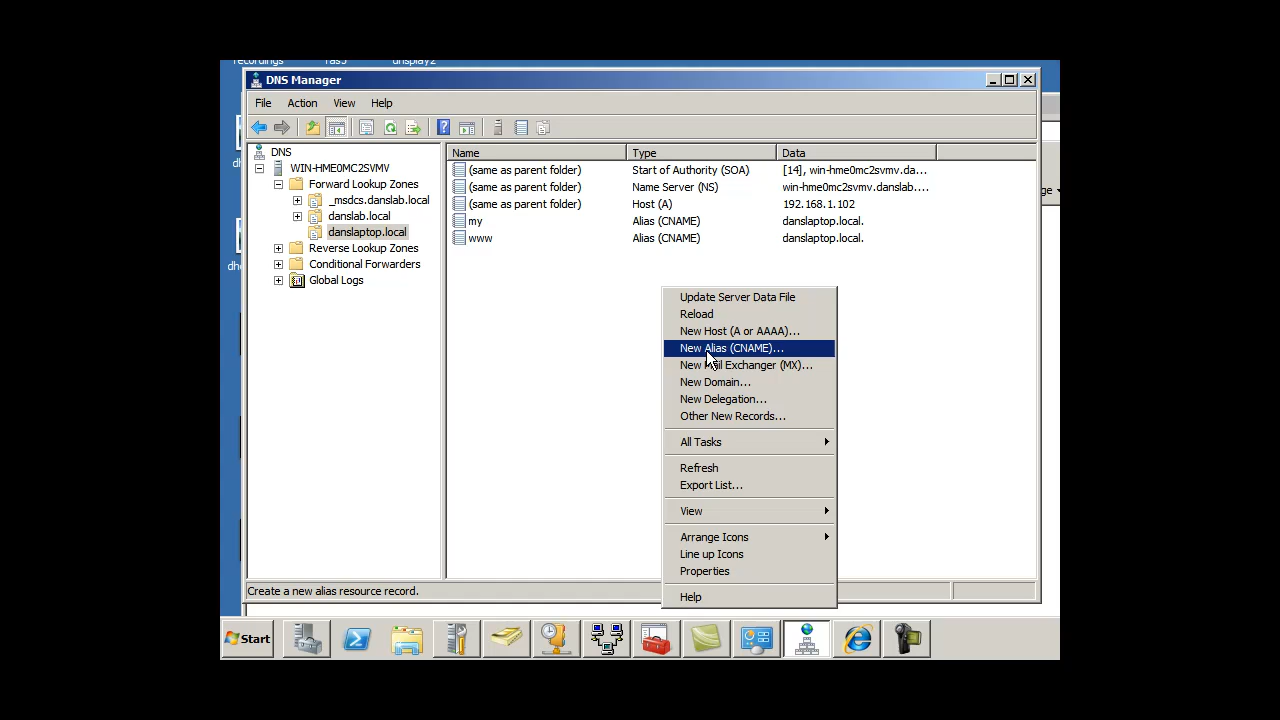 recordings ras3 dhsplay2
DNS Manager
File Action View Help
DNS
WIN-HME0MC2SVMV
Forward Lookup Zones
_msdcs.danslab.local
danslab.local
danslaptop.local
Reverse Lookup Zones
Conditional Forwarders
Global Logs
Name Type Data
(same as parent folder) Start of Authority (SOA) [14], win-hme0mc2svmv.da...
(same as parent folder) Name Server (NS) win-hme0mc2svmv.danslab....
(same as parent folder) Host (A) 192.168.1.102
my Alias (CNAME) danslaptop.local.
www Alias (CNAME) danslaptop.local.
Update Server Data File
Reload
New Host (A or AAAA)...
New Alias (CNAME)...
New Mail Exchanger (MX)...
New Domain...
New Delegation...
Other New Records...
All Tasks
Refresh
Export List...
View
Arrange Icons
Line up Icons
Properties
Help
Create a new alias resource record.
Start